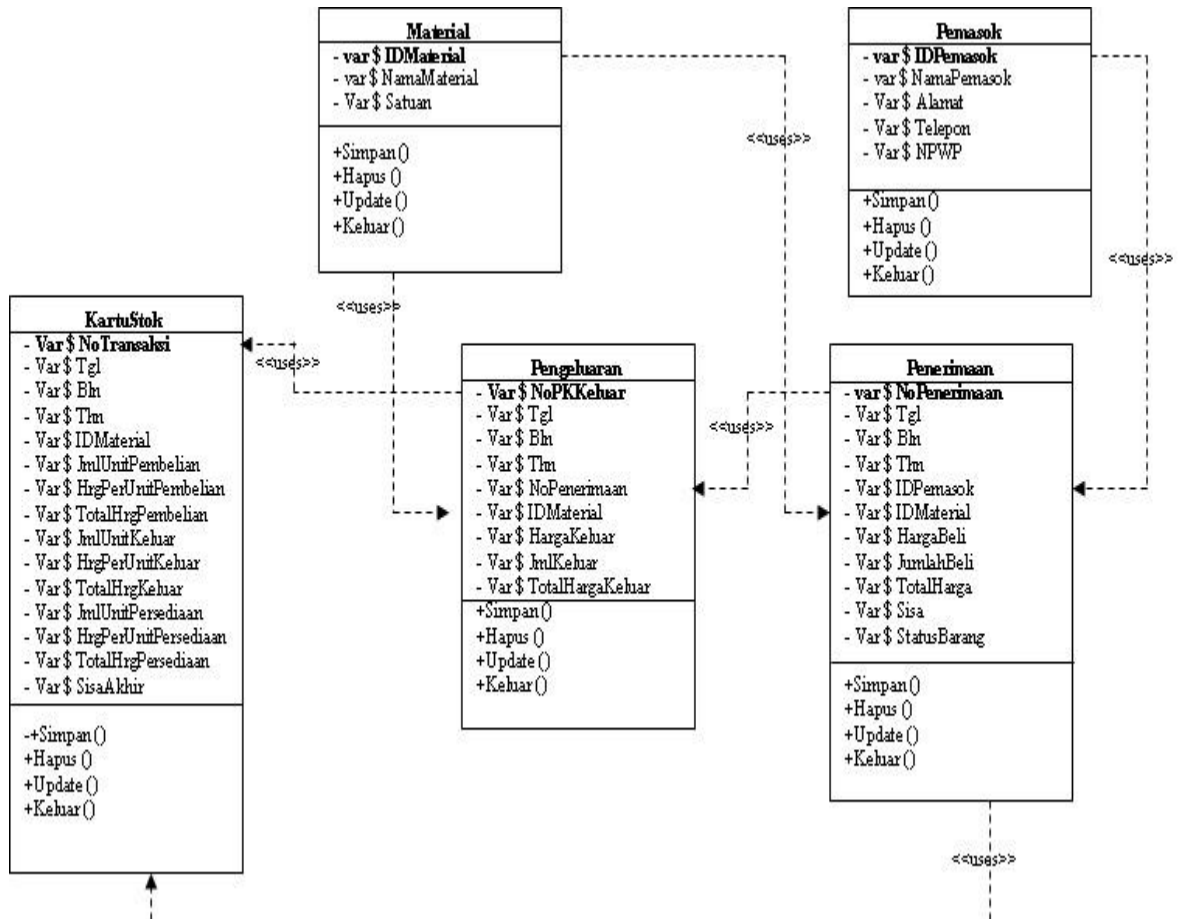 Material
- var $ IDMaterial
- var $ NamaMaterial
- Var $ Satuan
+Simpan ()
+Hapus ()
+Update ()
+Keluar ()
Pemasok
- var $ IDPemasok
- var $ NamaPemasok
- Var $ Alamat
- Var $ Telepon
- Var $ NPWP
+Simpan ()
+Hapus ()
+Update ()
+Keluar ()
<<uses>>
<<uses>>
<<uses>>
<<uses>>
<<uses>>
KartuStok
- Var $ NoTransaksi
- Var $ Tgl
- Var $ Bln
- Var $ Thn
- Var $ IDMaterial
- Var $ JmlUnitPembelian
- Var $ HrgPerUnitPembelian
- Var $ TotalHrgPembelian
- Var $ JmlUnitKeluar
- Var $ HrgPerUnitKeluar
- Var $ TotalHrgKeluar
- Var $ JmlUnitPersediaan
- Var $ HrgPerUnitPersediaan
- Var $ TotalHrgPersediaan
- Var $ SisaAkhir
-+Simpan ()
+Hapus ()
+Update ()
+Keluar ()
Pengeluaran
- Var $ NoPKKeluar
- Var $ Tgl
- Var $ Bln
- Var $ Thn
- Var $ NoPenerimaan
- Var $ IDMaterial
- Var $ HargaKeluar
- Var $ JmlKeluar
- Var $ TotalHargaKeluar
+Simpan ()
+Hapus ()
+Update ()
+Keluar ()
Penerimaan
- var $ NoPenerimaan
- Var $ Tgl
- Var $ Bln
- Var $ Thn
- Var $ IDPemasok
- Var $ IDMaterial
- Var $ HargaBeli
- Var $ JumlahBeli
- Var $ TotalHarga
- Var $ Sisa
- Var $ StatusBarang
+Simpan ()
+Hapus ()
+Update ()
+Keluar ()
<<uses>>